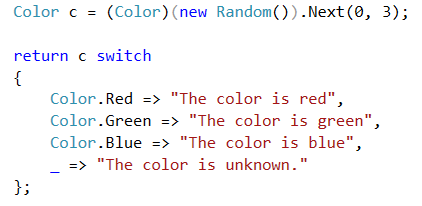 Color c = (Color)(new Random()).Next(0, 3);
return c switch
{
Color.Red => "The color is red",
Color.Green => "The color is green",
Color.Blue => "The color is blue",
_ => "The color is unknown."
};